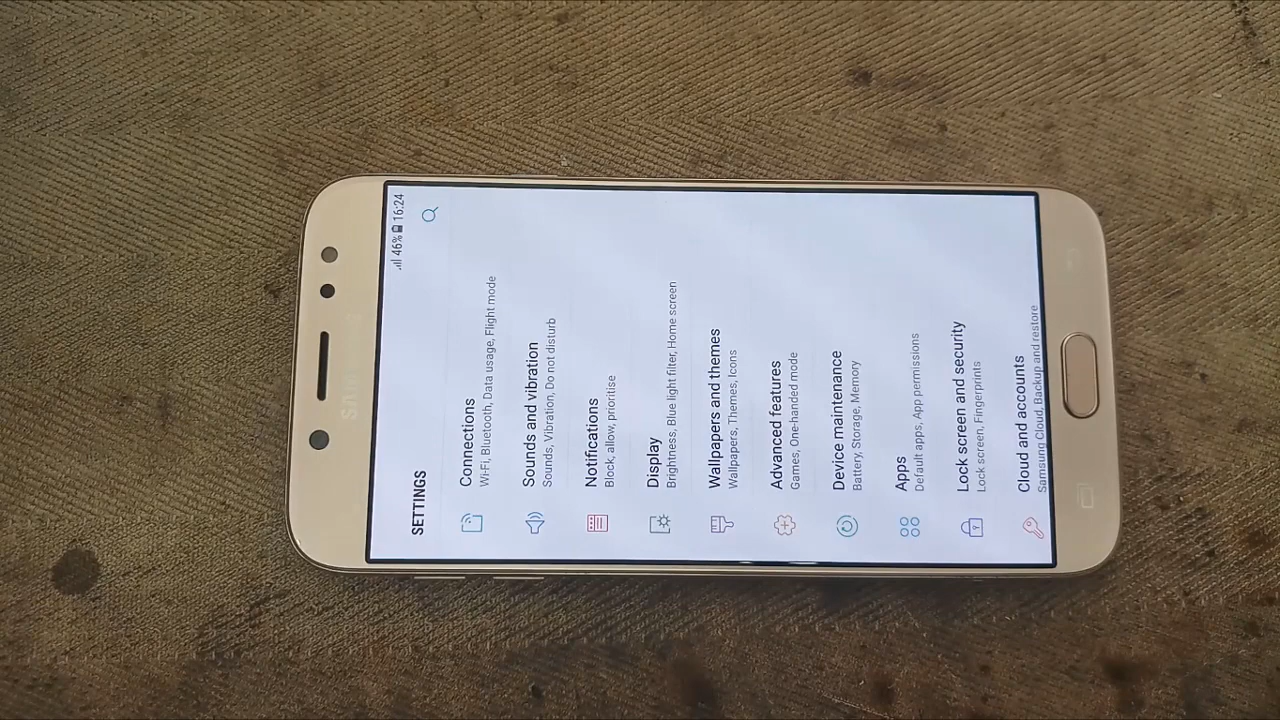 46% 16:24
SAMSUNG
SETTINGS
Connections
Wi-Fi, Bluetooth, Data usage, Flight mode
Sounds and vibration
Sounds, Vibration, Do not disturb
Notifications
Block, allow, prioritise
Display
Brightness, Blue light filter, Home screen
Wallpapers and themes
Wallpapers, Themes, Icons
Advanced features
Games, One-handed mode
Device maintenance
Battery, Storage, Memory
Apps
Default apps, App permissions
Lock screen and security
Lock screen, Fingerprints
Cloud and accounts
Samsung Cloud, Backup and restore